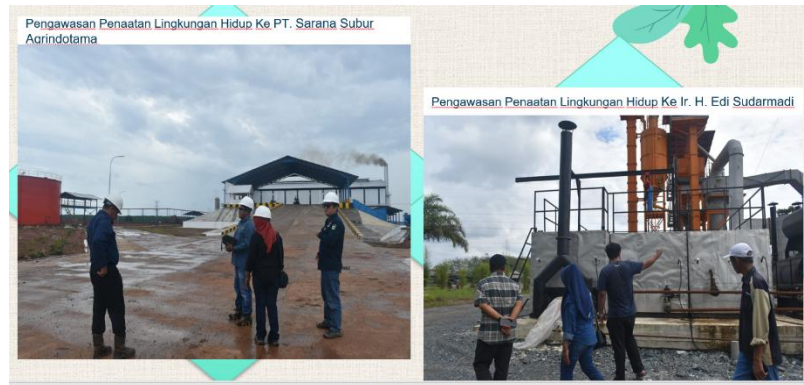 Pengawasan Penaatan Lingkungan Hidup Ke PT. Sarana Subur
Agrindotama
Pengawasan Penaatan Lingkungan Hidup Ke Ir. H. Edi Sudarmadi